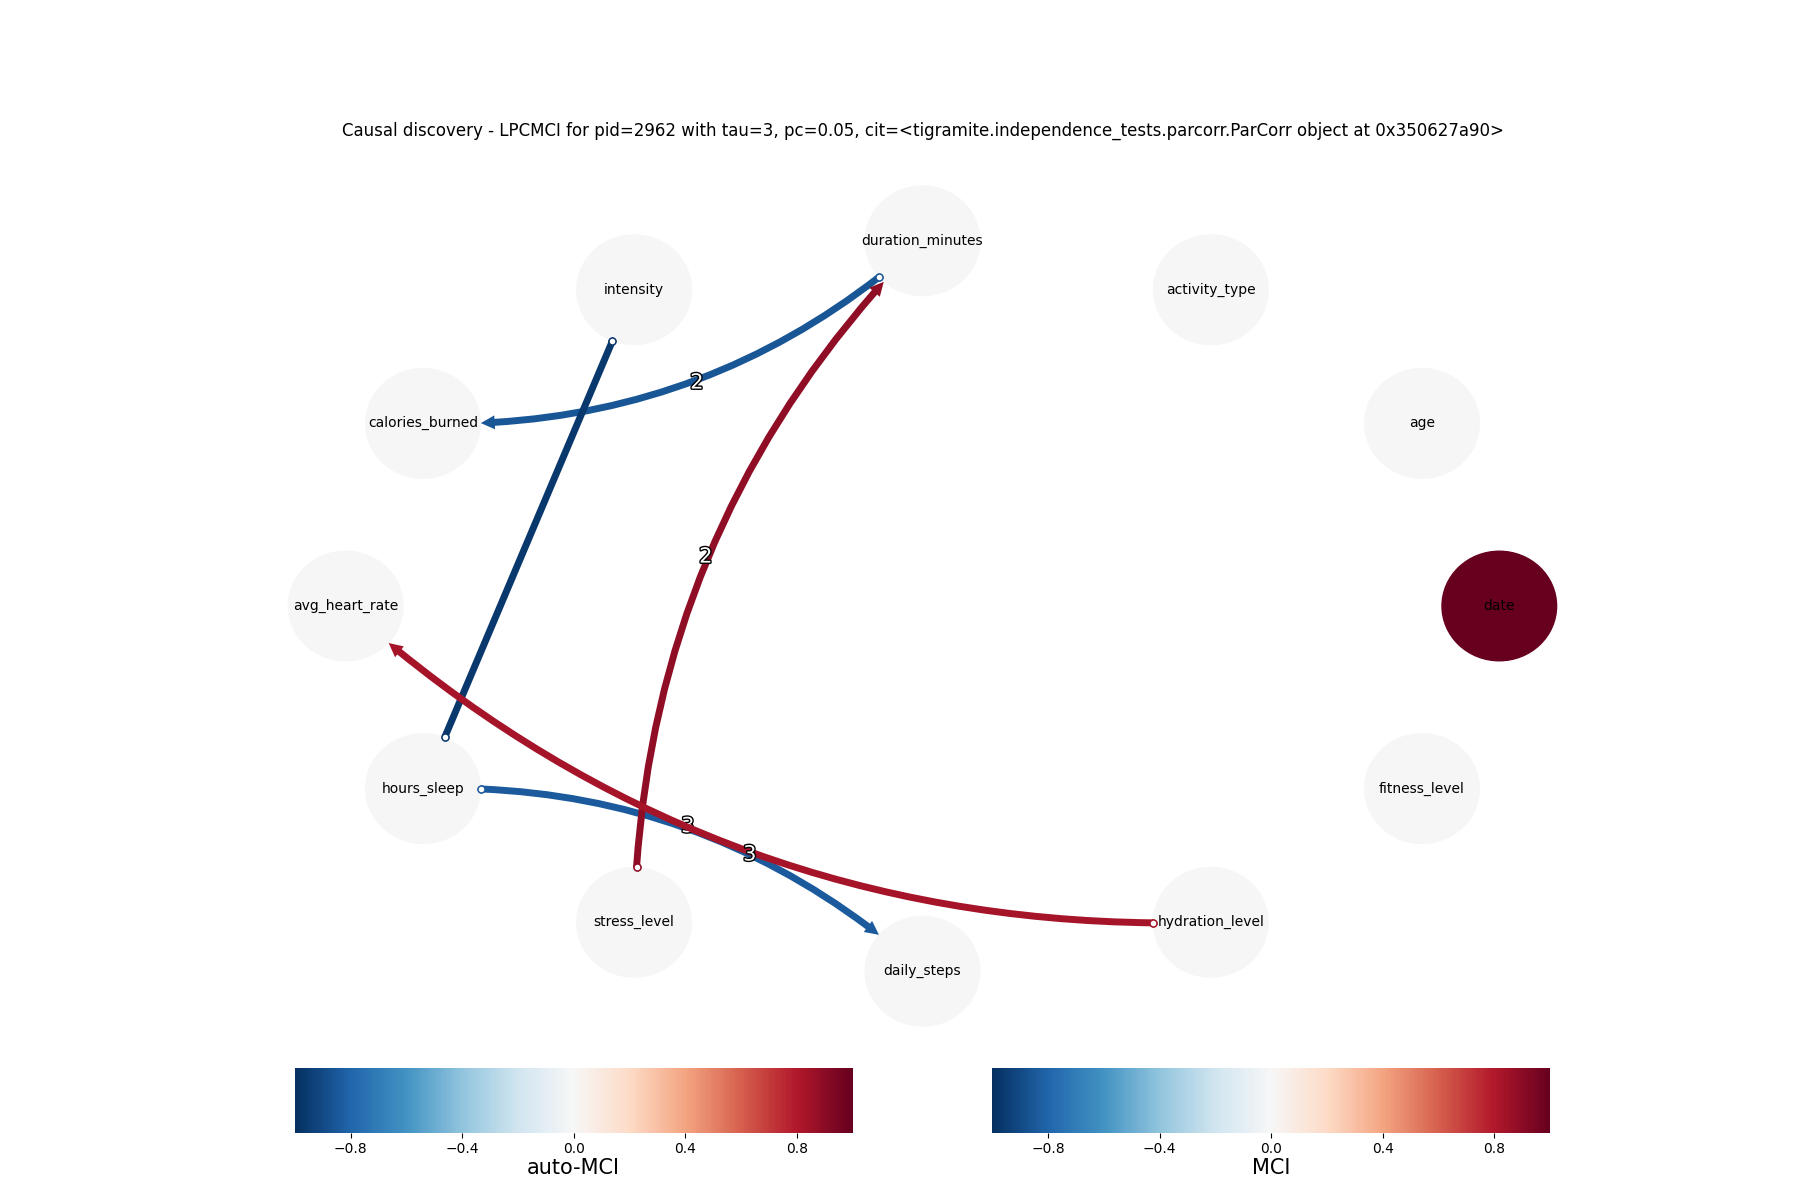 Causal discovery - LPCMCI for pid=2962 with tau=3, pc=0.05, cit=<tigramite.independence_tests.parcorr.ParCorr object at 0x350627a90>
duration_minutes
intensity
activity_type
2
calories_burned
age
2
avg_heart_rate
date
hours_sleep
fitness_level
3
3
stress_level
hydration_level
daily_steps
−0.8 −0.4 0.0 0.4 0.8
auto-MCI
−0.8 −0.4 0.0 0.4 0.8
MCI